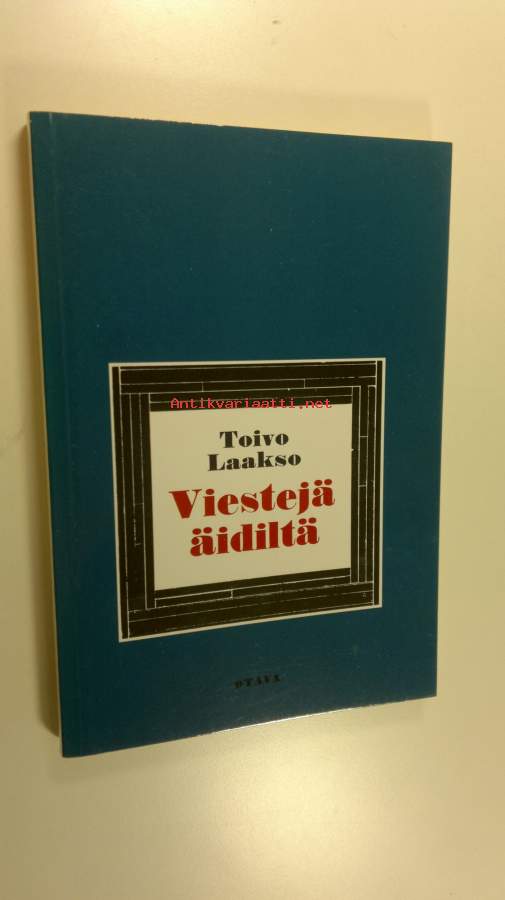 Antikvariaatti.net
Toivo
Laakso
Viestejä
äidiltä
OTAVA